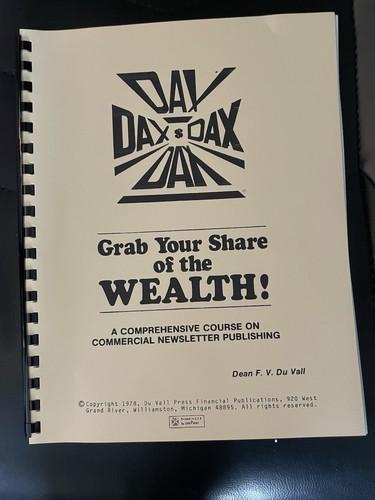 DAX
DAX $ DAX
DAX
®
Grab Your Share
of the
WEALTH!
A COMPREHENSIVE COURSE ON
COMMERCIAL NEWSLETTER PUBLISHING
Dean F. V. Du Vall
©Copyright 1978, Du Vall Press Financial Publications, 920 West
Grand River, Williamston, Michigan 48895. All rights reserved.